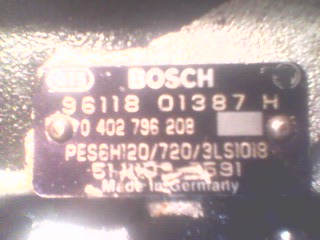 BOSCH
96118 01387 H
0 402 796 208
PES6H120/720/3LS1018
Made in Germany